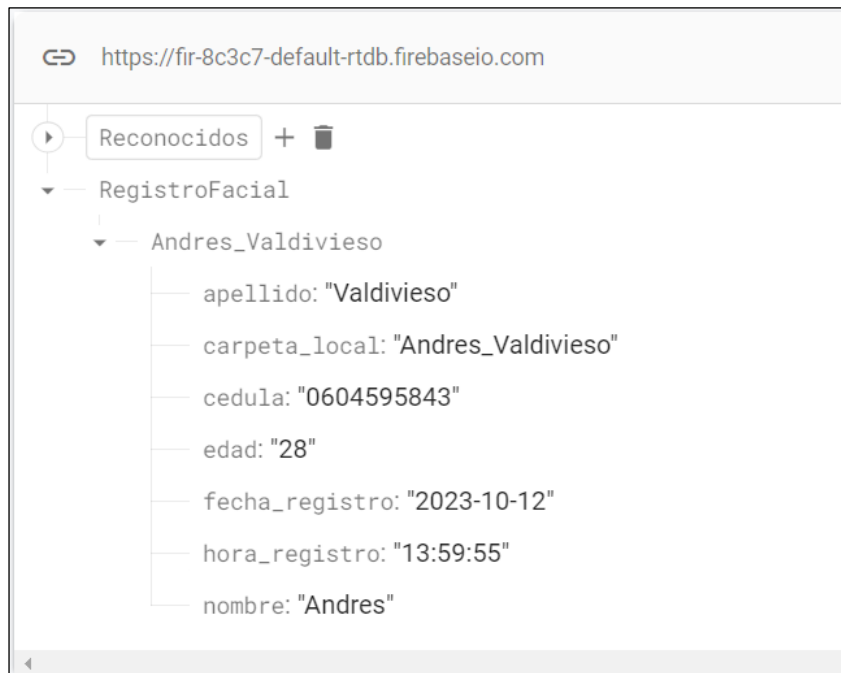 https://fir-8c3c7-default-rtdb.firebaseio.com
Reconocidos
RegistroFacial
Andres_Valdivieso
apellido: "Valdivieso"
carpeta_local: "Andres_Valdivieso"
cedula: "0604595843"
edad: "28"
fecha_registro: "2023-10-12"
hora_registro: "13:59:55"
nombre: "Andres"